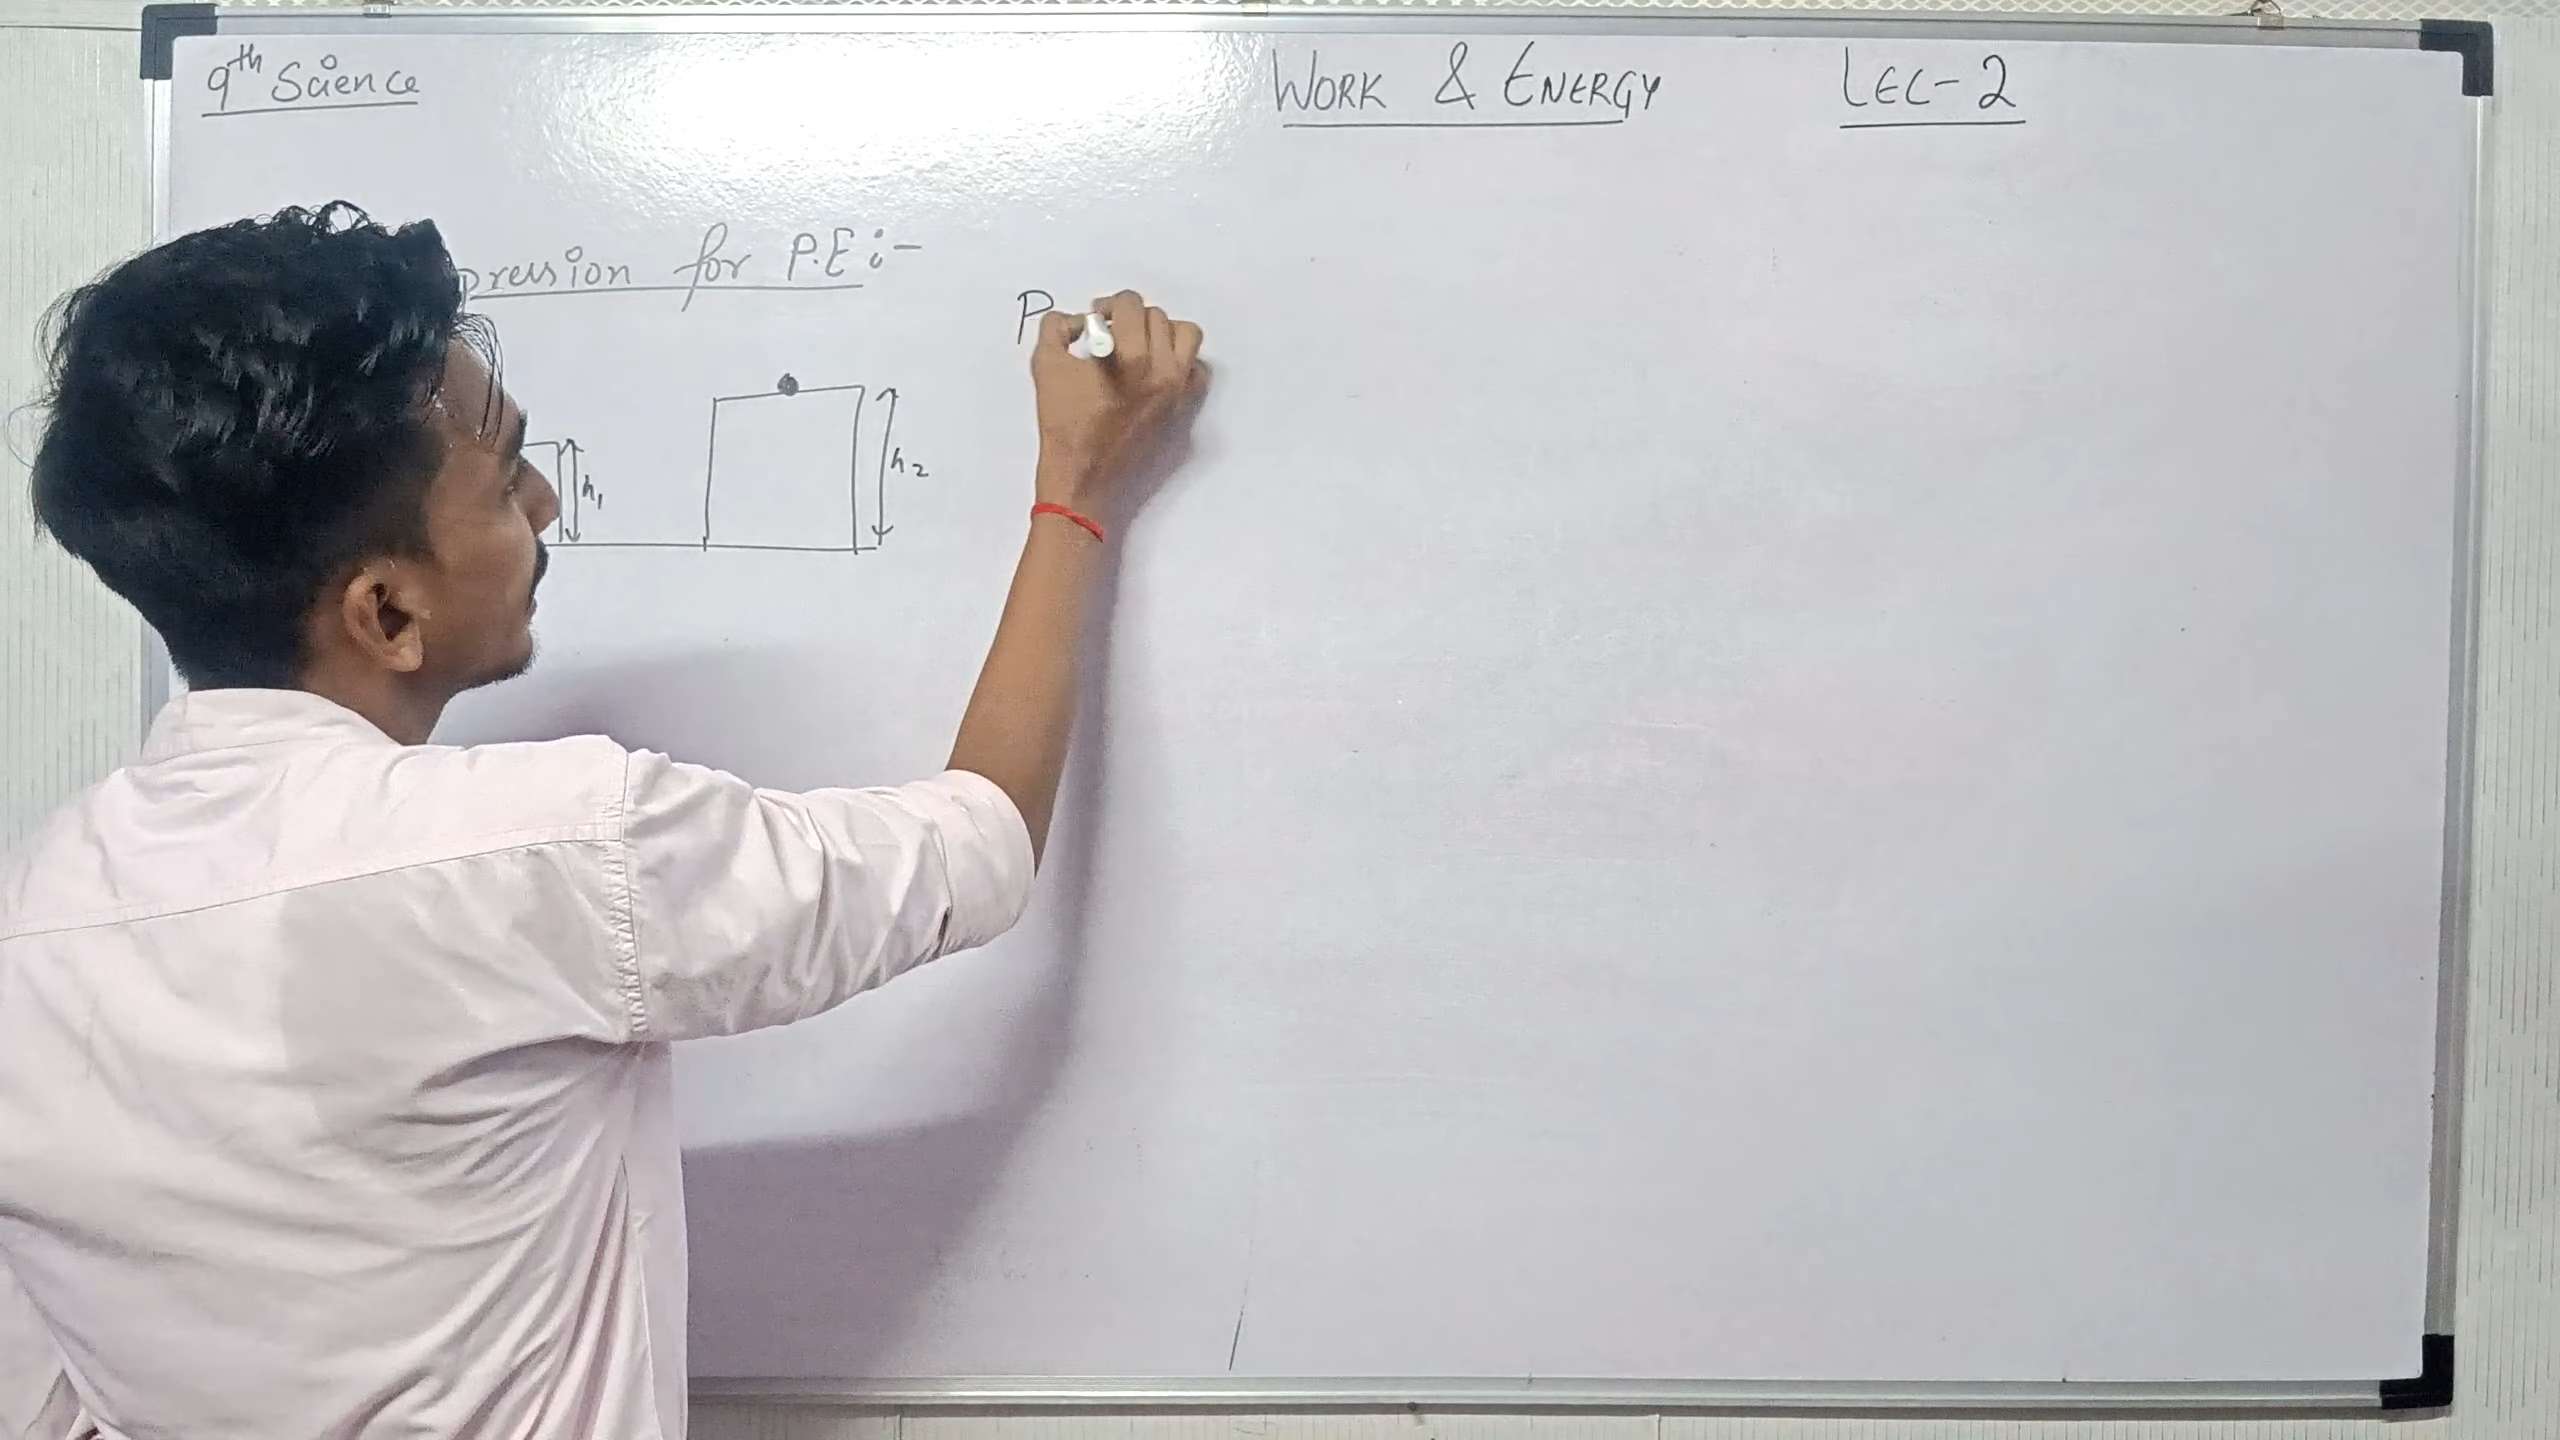 9th Science
WORK & ENERGY
LEC-2
pression for P.E :-
P
h1
h2